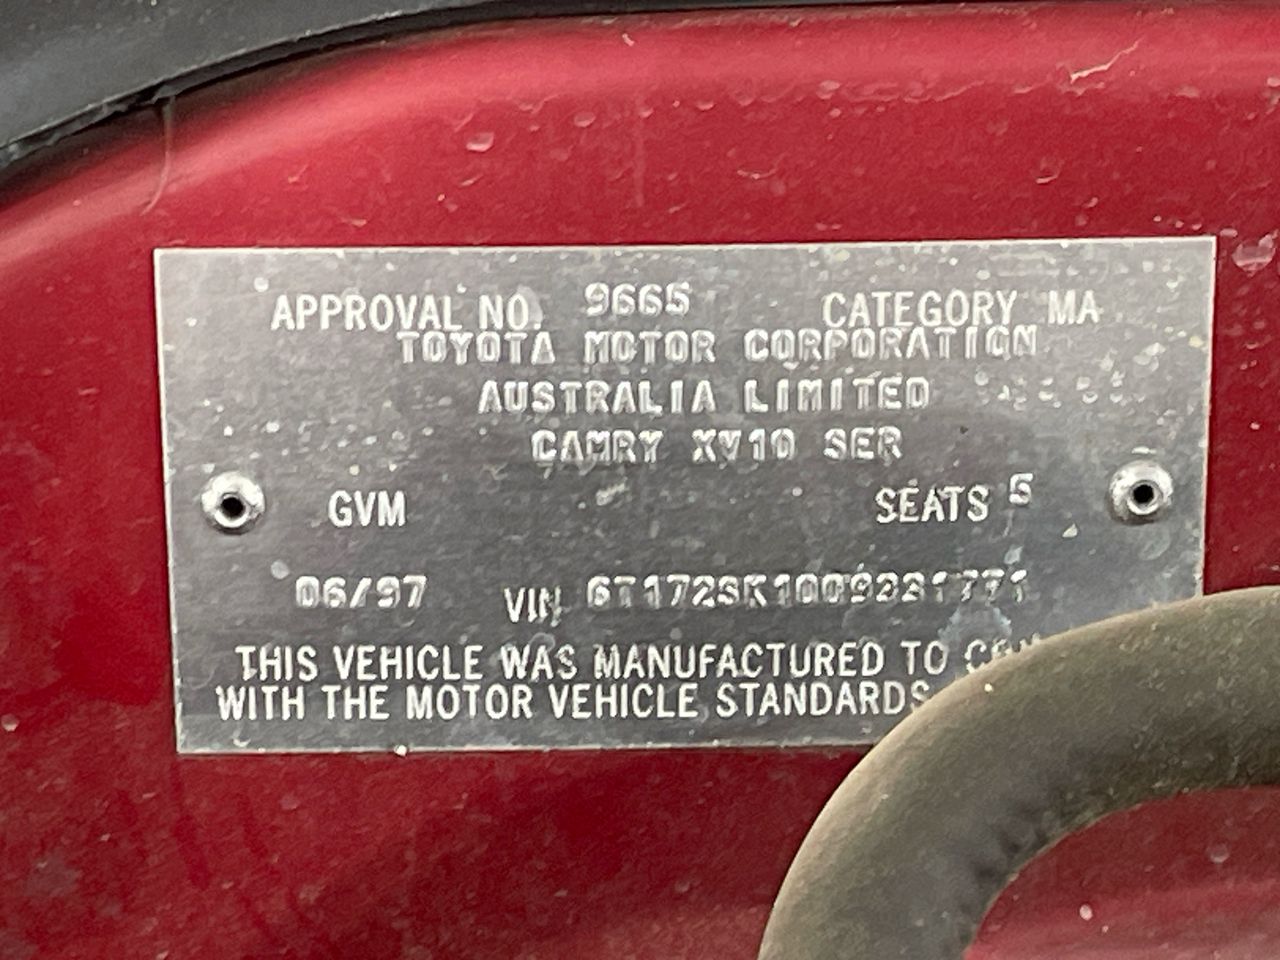 APPROVAL NO. 9665 CATEGORY MA
TOYOTA MOTOR CORPORATION
AUSTRALIA LIMITED
CAMRY XV10 SER
GVM SEATS 5
06/97 VIN
THIS VEHICLE WAS MANUFACTURED TO
WITH THE MOTOR VEHICLE STANDARDS